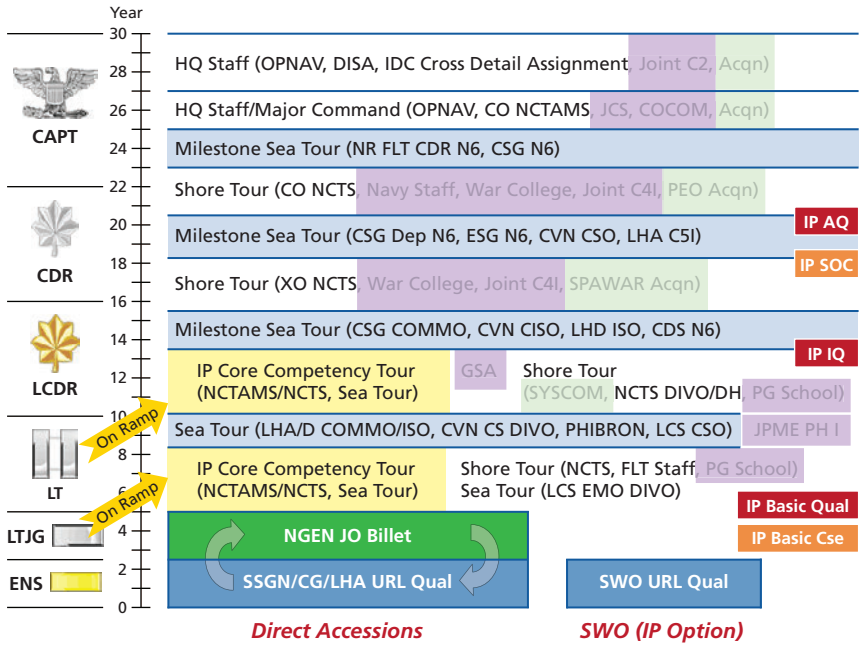 Year
30
HQ Staff (OPNAV, DISA, IDC Cross Detail Assignment, Joint C2, Acqn)
28
HQ Staff/Major Command (OPNAV, CO NCTAMS, JCS, COCOM, Acqn)
26
CAPT
24
Milestone Sea Tour (NR FLT CDR N6, CSG N6)
22
Shore Tour (CO NCTS, Navy Staff, War College, Joint C4I, PEO Acqn)
20
IP AQ
Milestone Sea Tour (CSG Dep N6, ESG N6, CVN CSO, LHA C5I)
CDR
18
IP SOC
Shore Tour (XO NCTS, War College, Joint C4I, SPAWAR Acqn)
16
Milestone Sea Tour (CSG COMMO, CVN CISO, LHD ISO, CDS N6)
14
IP IQ
LCDR
12
IP Core Competency Tour
(NCTAMS/NCTS, Sea Tour)
GSA
Shore Tour
(SYSCOM, NCTS DIVO/DH, PG School)
10
On Ramp
Sea Tour (LHA/D COMMO/ISO, CVN CS DIVO, PHIBRON, LCS CSO)
JPME PH I
8
LT
IP Core Competency Tour
(NCTAMS/NCTS, Sea Tour)
Shore Tour (NCTS, FLT Staff, PG School)
Sea Tour (LCS EMO DIVO)
6
On Ramp
IP Basic Qual
LTJG
4
NGEN JO Billet
IP Basic Cse
ENS
2
SSGN/CG/LHA URL Qual
SWO URL Qual
0
Direct Accessions
SWO (IP Option)